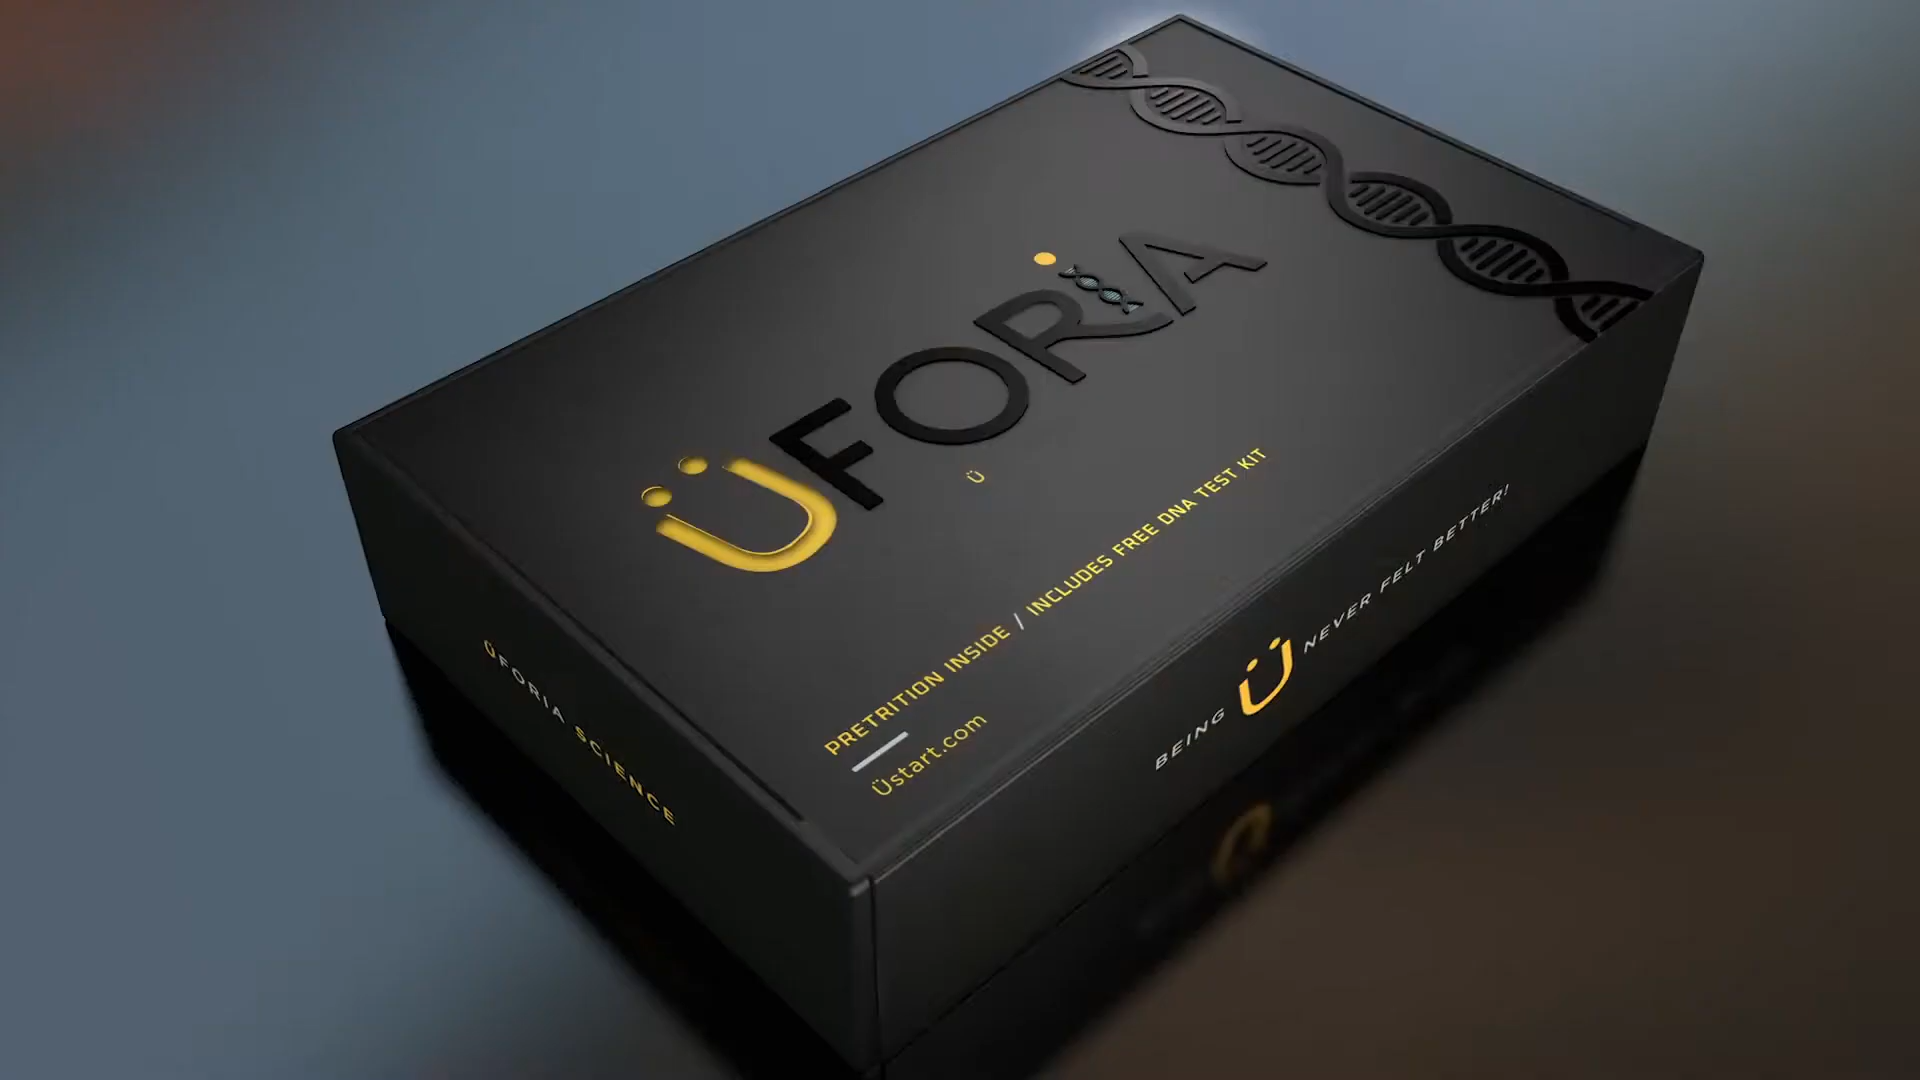 ÜFORIA
Ü
PRETRITION INSIDE / INCLUDES FREE DNA TEST KIT
Üstart.com
ÜFORIA SCIENCE
BEING Ü NEVER FELT BETTER!